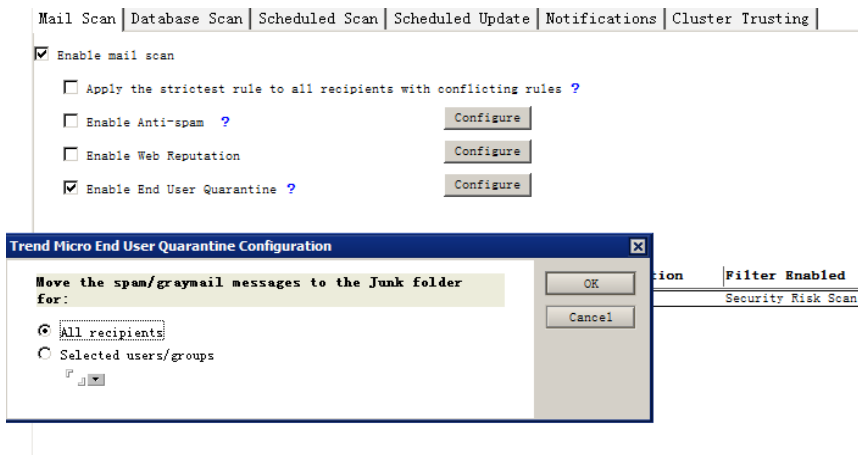 Mail Scan Database Scan Scheduled Scan Scheduled Update Notifications Cluster Trusting
Enable mail scan
Apply the strictest rule to all recipients with conflicting rules ?
Enable Anti-spam ? Configure
Enable Web Reputation Configure
Enable End User Quarantine ? Configure
Trend Micro End User Quarantine Configuration
Move the spam/graymail messages to the Junk folder
for:
OK
Cancel
All recipients
Selected users/groups
tion Filter Enabled
Security Risk Scan